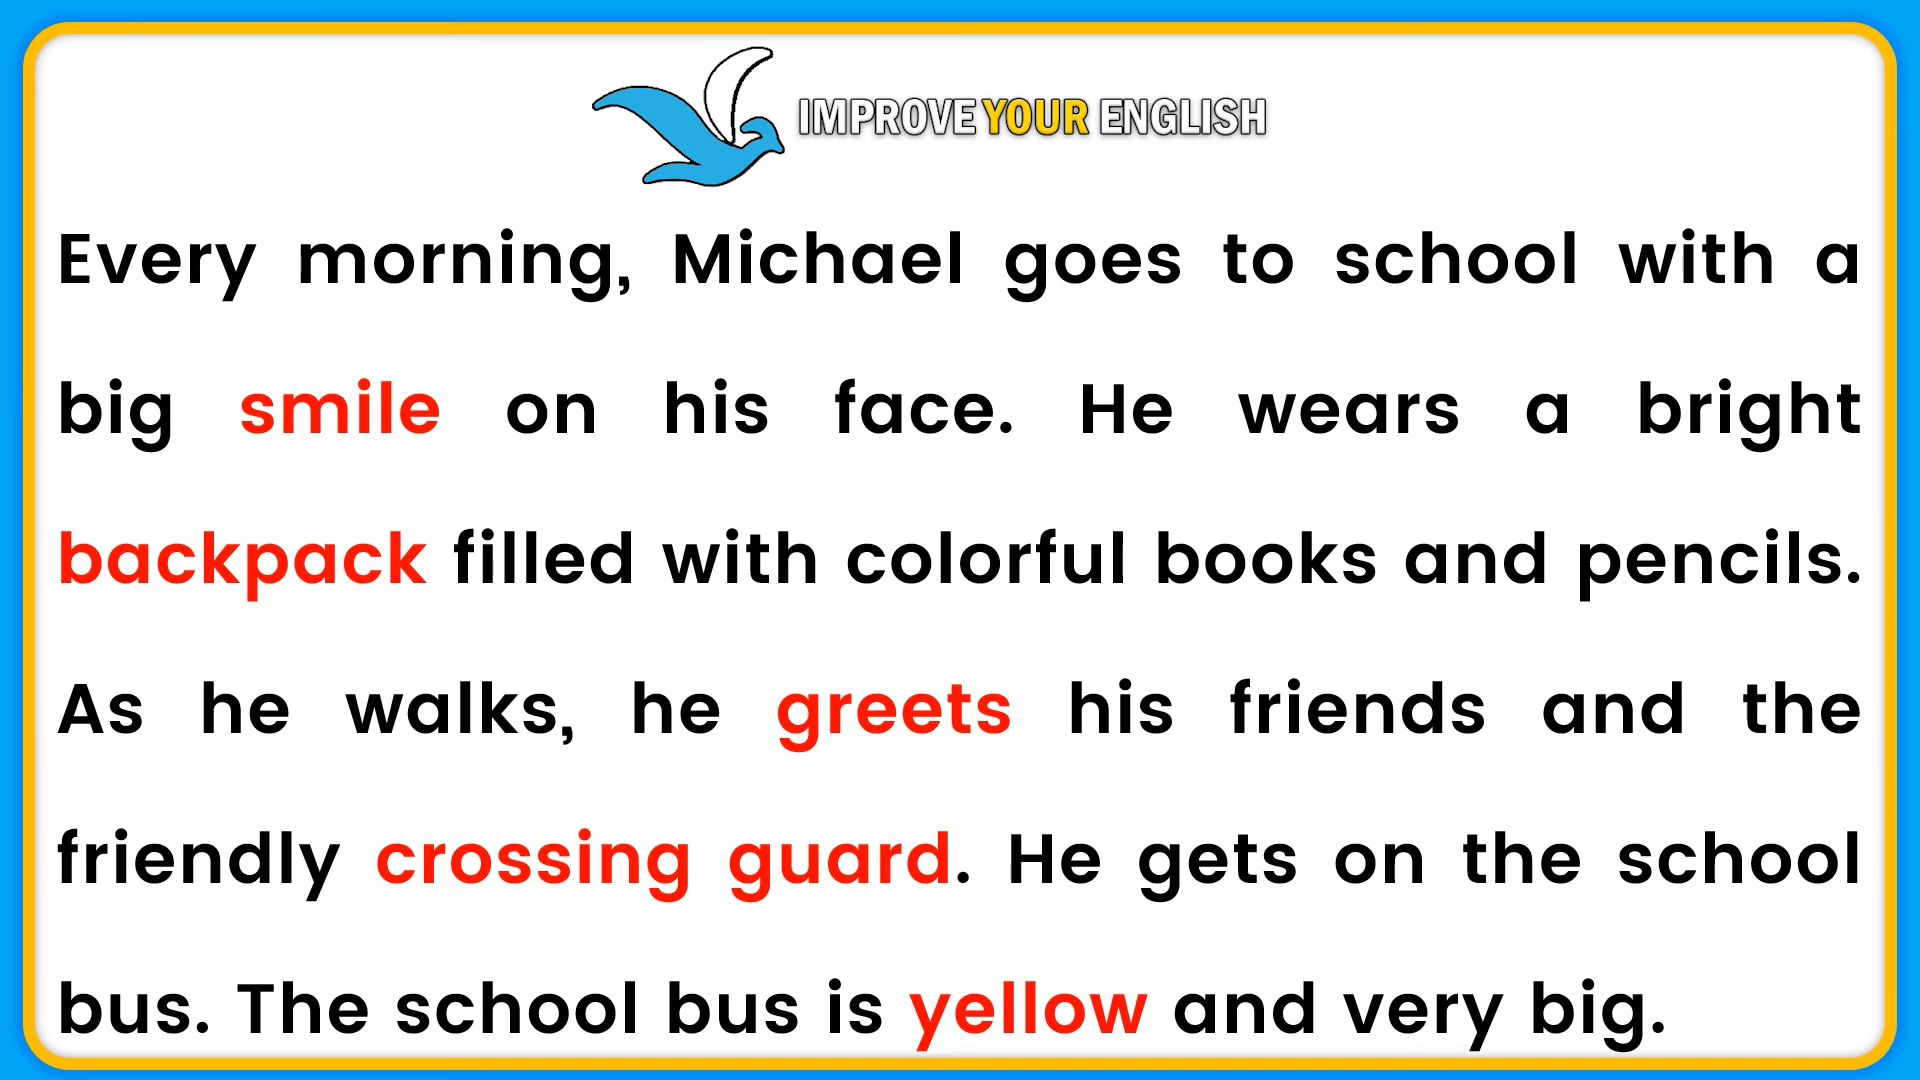 IMPROVE YOUR ENGLISH
Every morning, Michael goes to school with a
big smile on his face. He wears a bright
backpack filled with colorful books and pencils.
As he walks, he greets his friends and the
friendly crossing guard. He gets on the school
bus. The school bus is yellow and very big.